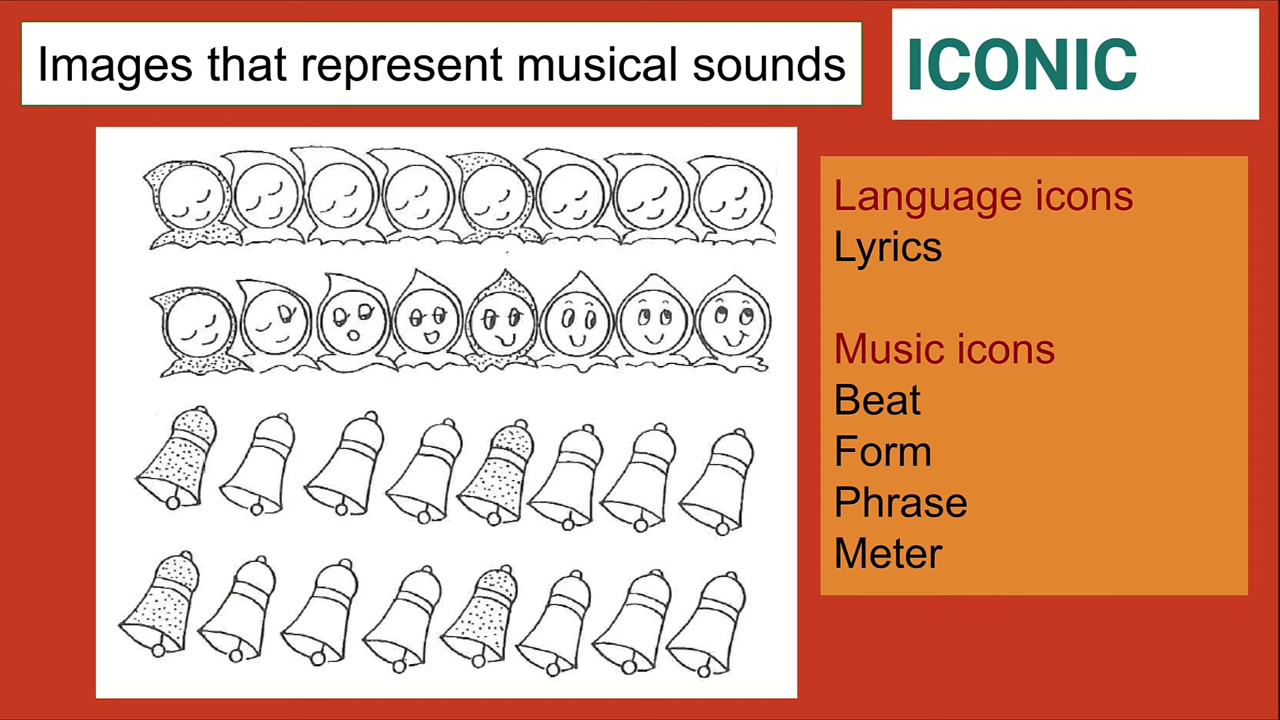 Images that represent musical sounds
ICONIC
Language icons
Lyrics
Music icons
Beat
Form
Phrase
Meter